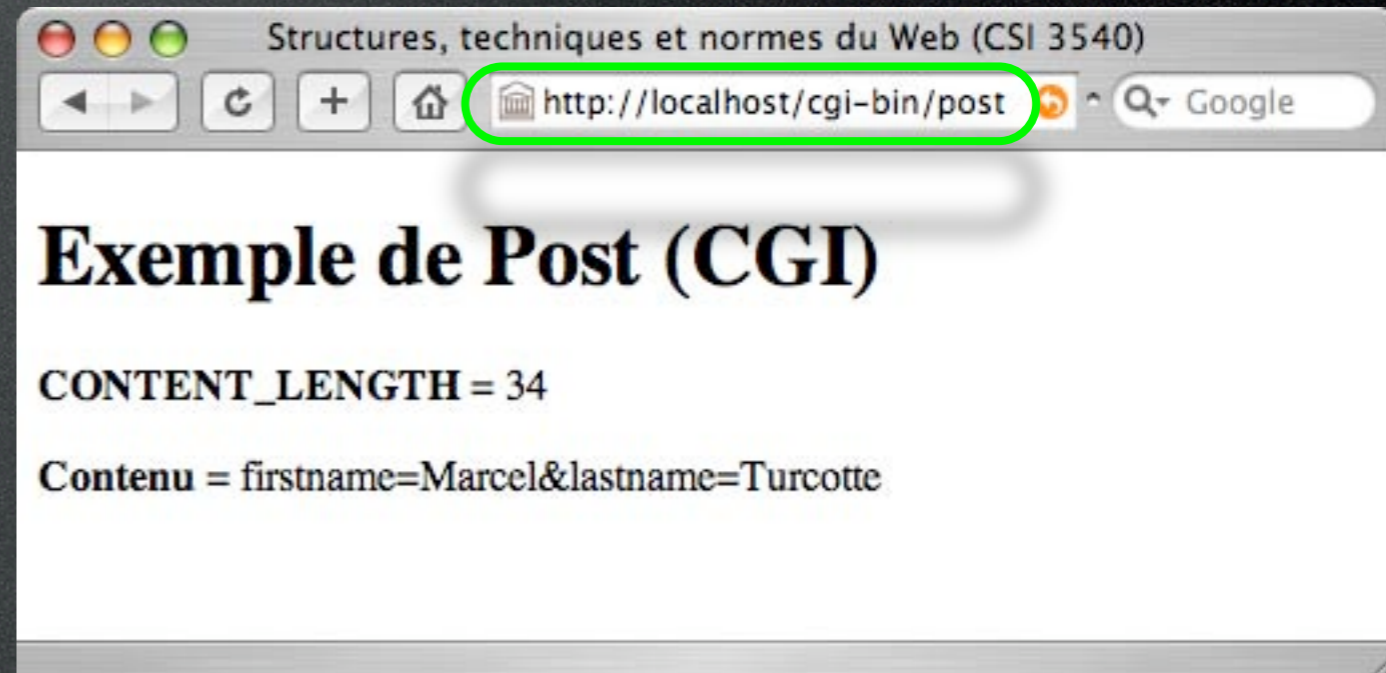 Structures, techniques et normes du Web (CSI 3540)
http://localhost/cgi-bin/post
Google
Exemple de Post (CGI)
CONTENT_LENGTH = 34
Contenu = firstname=Marcel&lastname=Turcotte